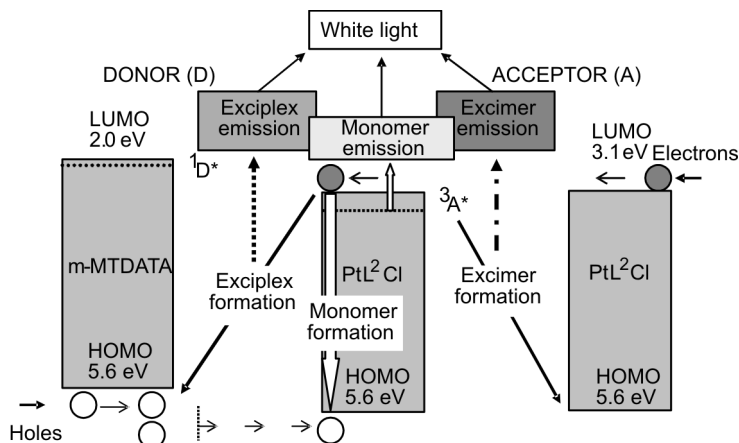 White light
DONOR (D)
ACCEPTOR (A)
Exciplex
emission
Monomer
emission
Excimer
emission
LUMO
2.0 eV
¹D*
³A*
LUMO
3.1 eV
Electrons
m-MTDATA
Exciplex
formation
PtL²Cl
Monomer
formation
Excimer
formation
PtL²Cl
HOMO
5.6 eV
HOMO
5.6 eV
HOMO
5.6 eV
Holes